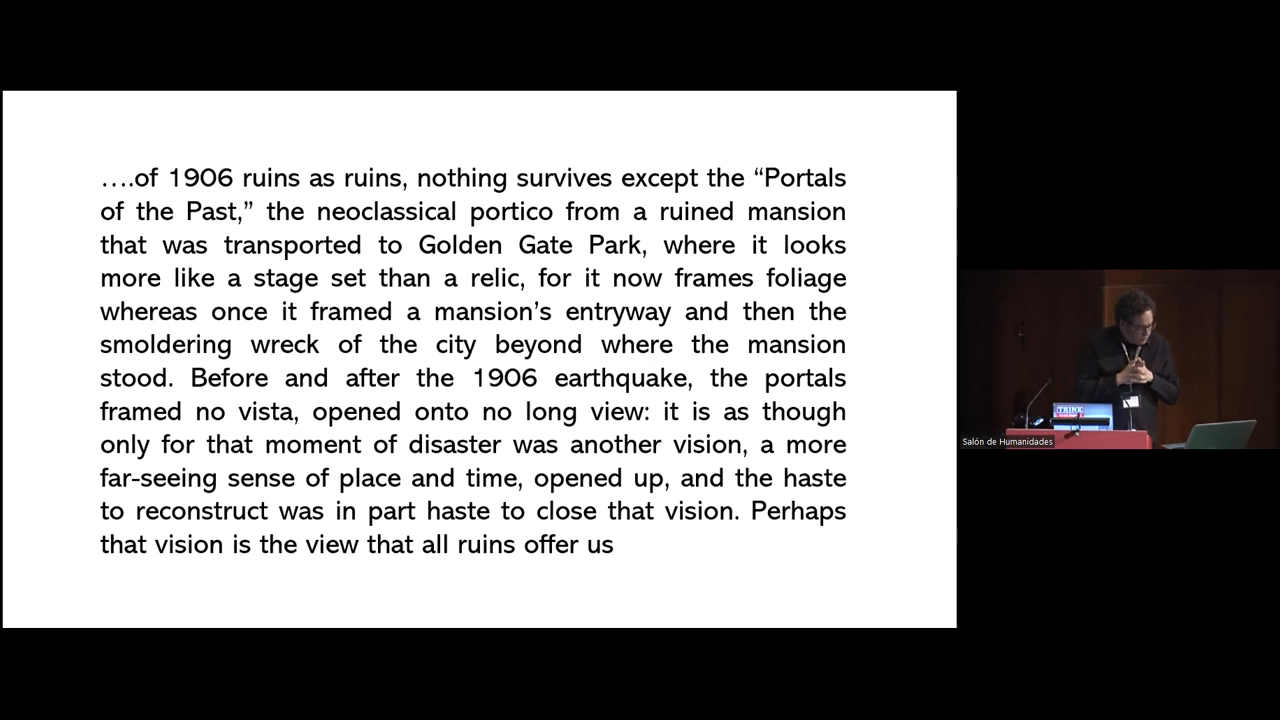 ….of 1906 ruins as ruins, nothing survives except the “Portals
of the Past,” the neoclassical portico from a ruined mansion
that was transported to Golden Gate Park, where it looks
more like a stage set than a relic, for it now frames foliage
whereas once it framed a mansion’s entryway and then the
smoldering wreck of the city beyond where the mansion
stood. Before and after the 1906 earthquake, the portals
framed no vista, opened onto no long view: it is as though
only for that moment of disaster was another vision, a more
far-seeing sense of place and time, opened up, and the haste
to reconstruct was in part haste to close that vision. Perhaps
that vision is the view that all ruins offer us
THINK
Salón de Humanidades